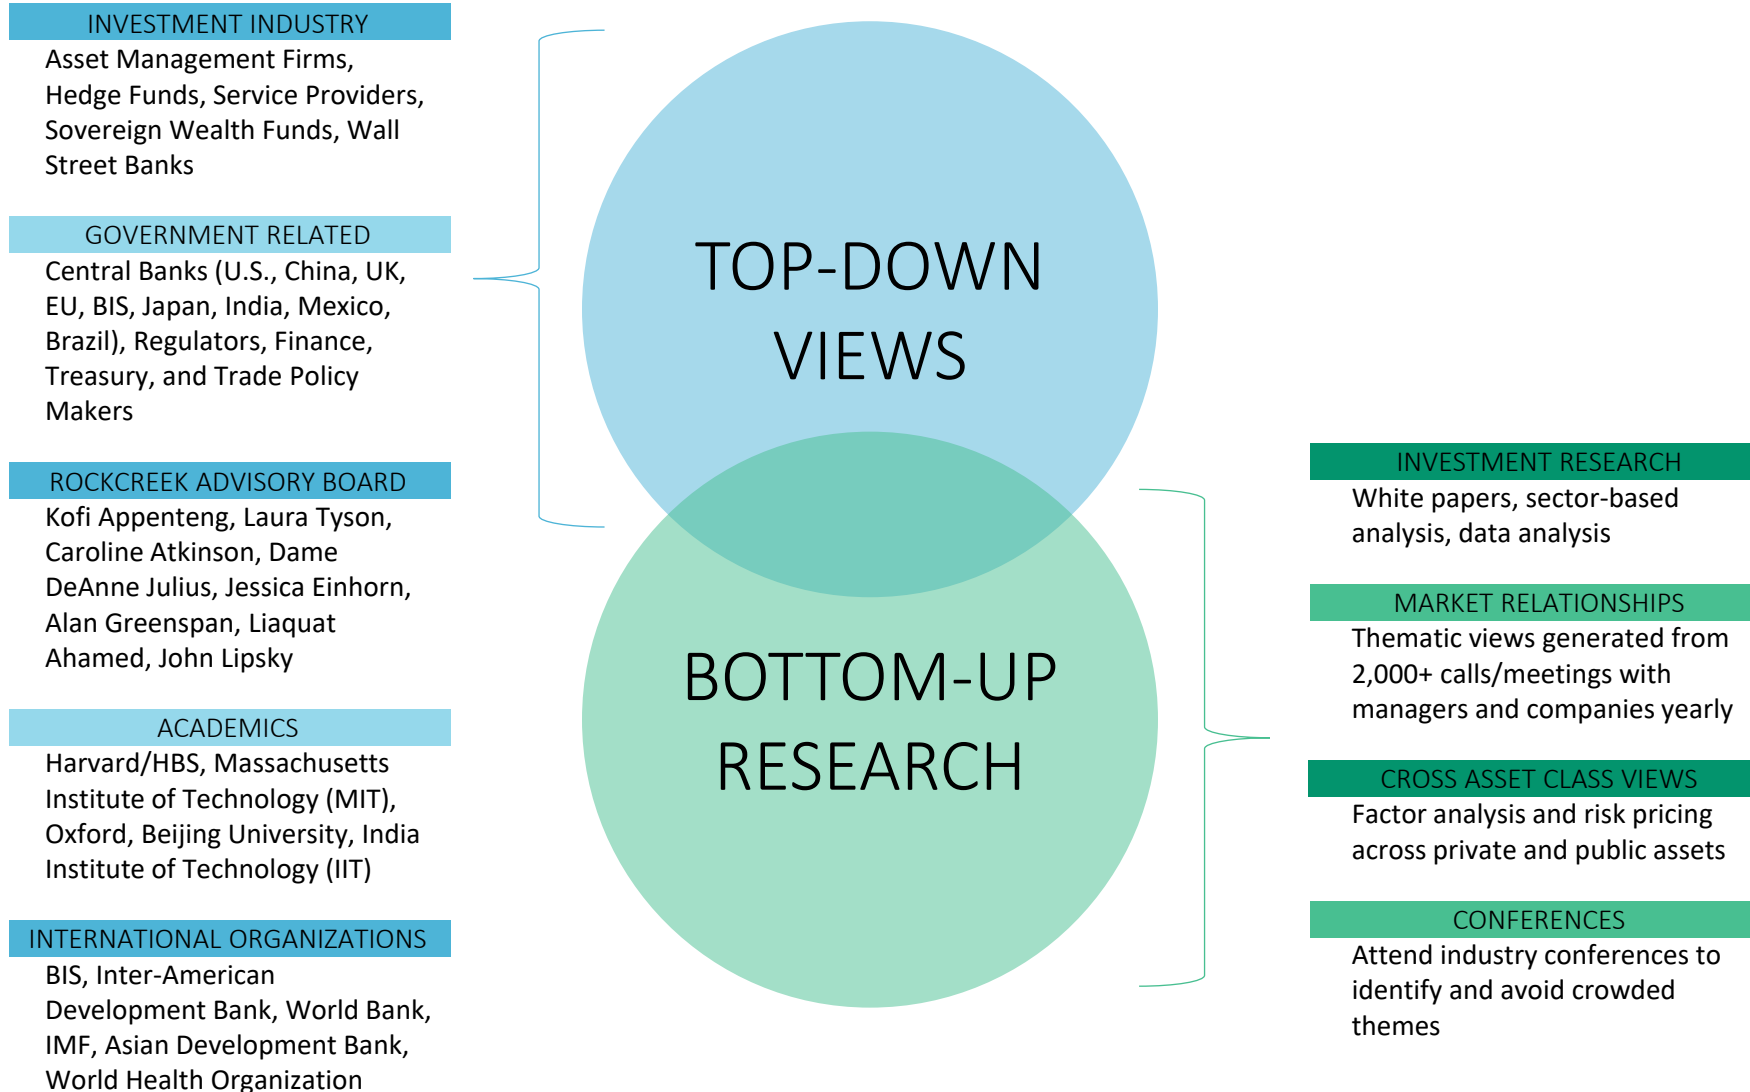 INVESTMENT INDUSTRY
Asset Management Firms,
Hedge Funds, Service Providers,
Sovereign Wealth Funds, Wall
Street Banks
GOVERNMENT RELATED
Central Banks (U.S., China, UK,
EU, BIS, Japan, India, Mexico,
Brazil), Regulators, Finance,
Treasury, and Trade Policy
Makers
ROCKCREEK ADVISORY BOARD
Kofi Appenteng, Laura Tyson,
Caroline Atkinson, Dame
DeAnne Julius, Jessica Einhorn,
Alan Greenspan, Liaquat
Ahamed, John Lipsky
ACADEMICS
Harvard/HBS, Massachusetts
Institute of Technology (MIT),
Oxford, Beijing University, India
Institute of Technology (IIT)
INTERNATIONAL ORGANIZATIONS
BIS, Inter-American
Development Bank, World Bank,
IMF, Asian Development Bank,
World Health Organization
TOP-DOWN
VIEWS
BOTTOM-UP
RESEARCH
INVESTMENT RESEARCH
White papers, sector-based
analysis, data analysis
MARKET RELATIONSHIPS
Thematic views generated from
2,000+ calls/meetings with
managers and companies yearly
CROSS ASSET CLASS VIEWS
Factor analysis and risk pricing
across private and public assets
CONFERENCES
Attend industry conferences to
identify and avoid crowded
themes